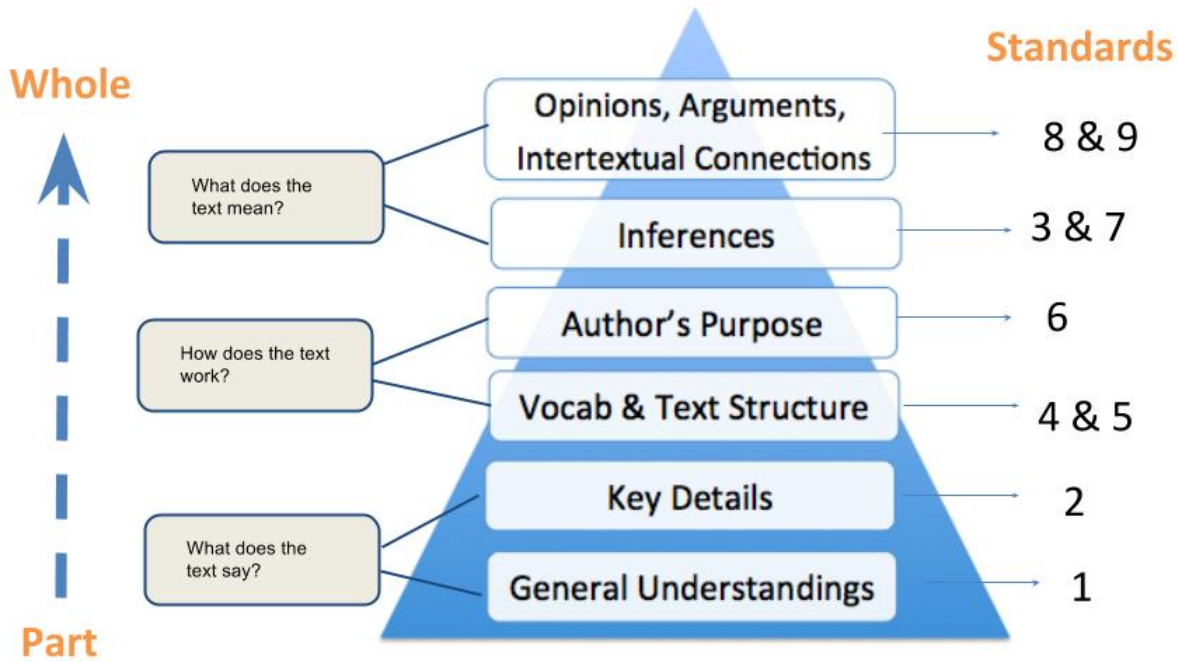 Standards
Whole
Opinions, Arguments,
Intertextual Connections
8 & 9
What does the
text mean?
Inferences
3 & 7
Author's Purpose
6
How does the text
work?
Vocab & Text Structure
4 & 5
Key Details
2
What does the
text say?
General Understandings
1
Part